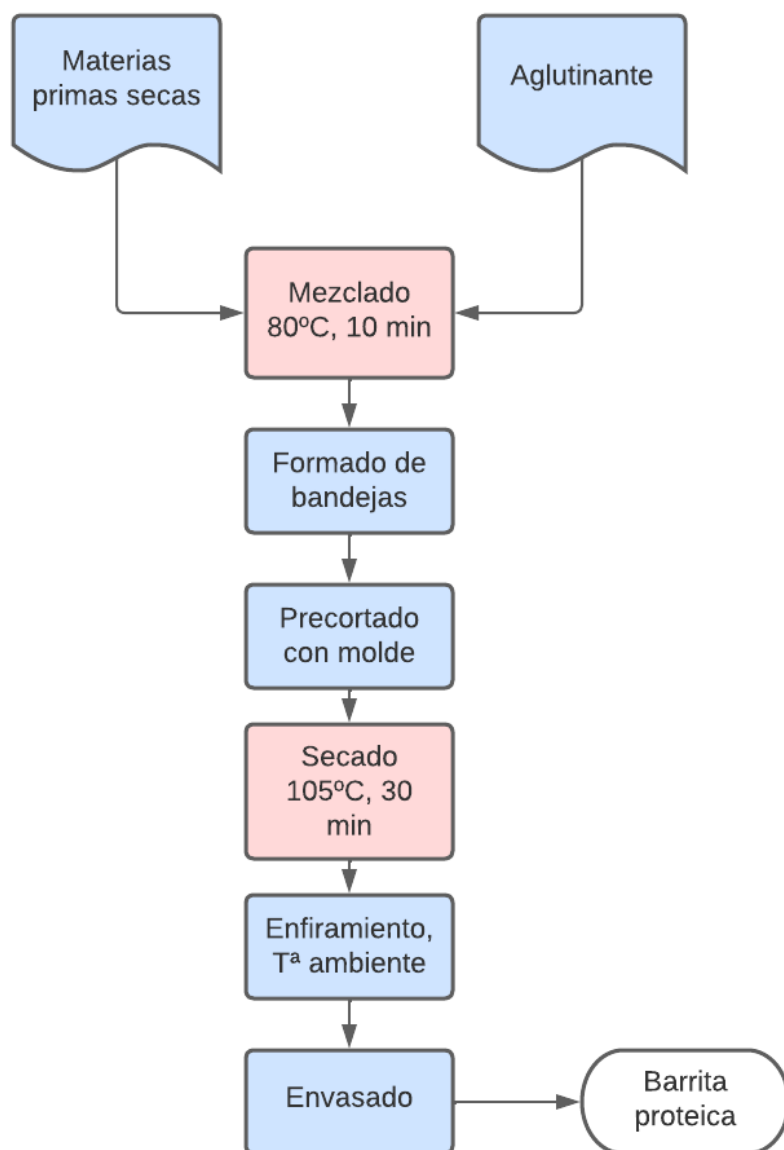 Materias
primas secas
Aglutinante
Mezclado
80ºC, 10 min
Formado de
bandejas
Precortado
con molde
Secado
105ºC, 30
min
Enfiramiento,
Tª ambiente
Envasado
Barrita
proteica